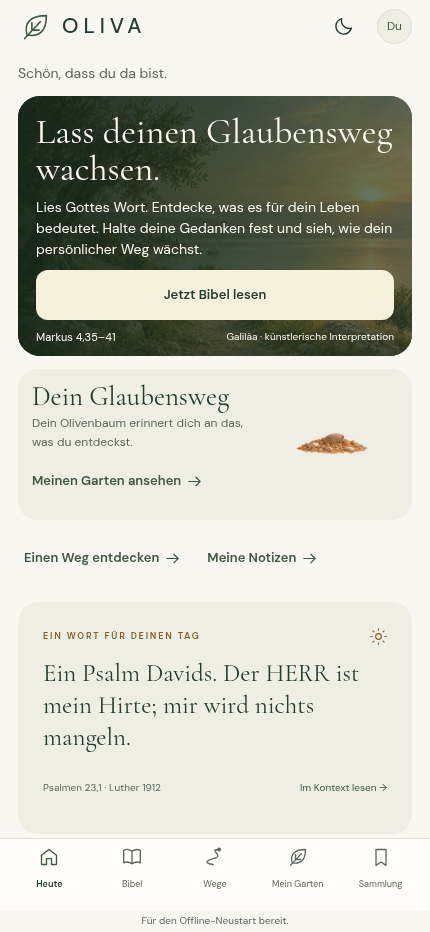 OLIVA
Du
Schön, dass du da bist.
Lass deinen Glaubensweg
wachsen.
Lies Gottes Wort. Entdecke, was es für dein Leben
bedeutet. Halte deine Gedanken fest und sieh, wie dein
persönlicher Weg wächst.
Jetzt Bibel lesen
Markus 4,35–41
Galiläa · künstlerische Interpretation
Dein Glaubensweg
Dein Olivenbaum erinnert dich an das,
was du entdeckst.
Meinen Garten ansehen →
Einen Weg entdecken → Meine Notizen →
EIN WORT FÜR DEINEN TAG
Ein Psalm Davids. Der HERR ist
mein Hirte; mir wird nichts
mangeln.
Psalmen 23,1 · Luther 1912
Im Kontext lesen →
Heute
Bibel
Wege
Mein Garten
Sammlung
Für den Offline-Neustart bereit.